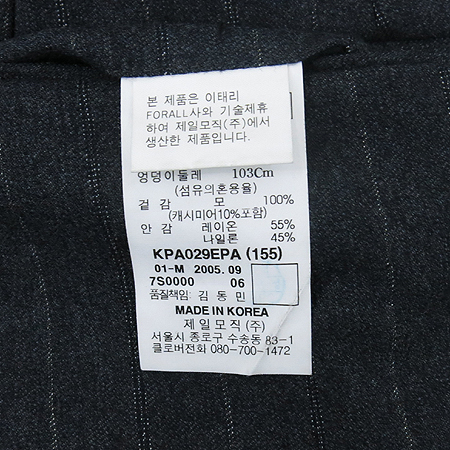 본 제품은 이태리
FORALL사와 기술제휴
하여 제일모직(주)에서
생산한 제품입니다.
엉덩이둘레 103Cm
(섬유의혼용율)
겉 감 모 100%
(캐시미어10%포함)
안 감 레이온 55%
나일론 45%
KPA029EPA (155)
01-M 2005. 09
7S0000 06
품질책임: 김 동 민
MADE IN KOREA
제 일 모 직 (주)
서울시 종로구 수송동 83-1
클로버전화 080-700-1472